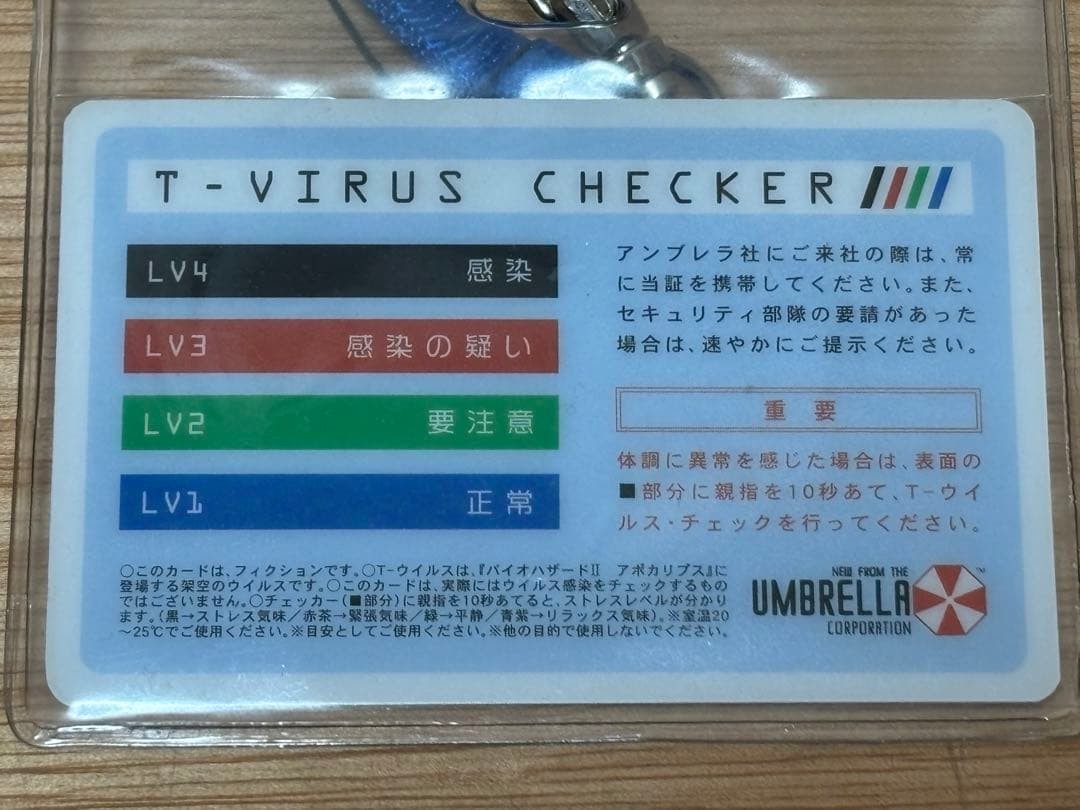 T-VIRUS CHECKER
LV4 感染
LV3 感染の疑い
LV2 要注意
LV1 正常
アンブレラ社にご来社の際は、常
に当証を携帯してください。また、
セキュリティ部隊の要請があった
場合は、速やかにご提示ください。
重要
体調に異常を感じた場合は、表面の
■部分に親指を10秒あて、T-ウイ
ルス・チェックを行ってください。
○このカードは、フィクションです。○T-ウイルスは、『バイオハザードⅡ アポカリプス』に
登場する架空のウイルスです。○このカードは、実際にはウイルス感染をチェックするもの
ではございません。○チェッカー(■部分)に親指を10秒あてると、ストレスレベルが分かり
ます。(黒→ストレス気味/赤茶→緊張気味/緑→平静/青紫→リラックス気味)。※室温20
~25℃でご使用ください。※目安としてご使用ください。※他の目的で使用しないでください。
NEW FROM THE
UMBRELLA
CORPORATION
™